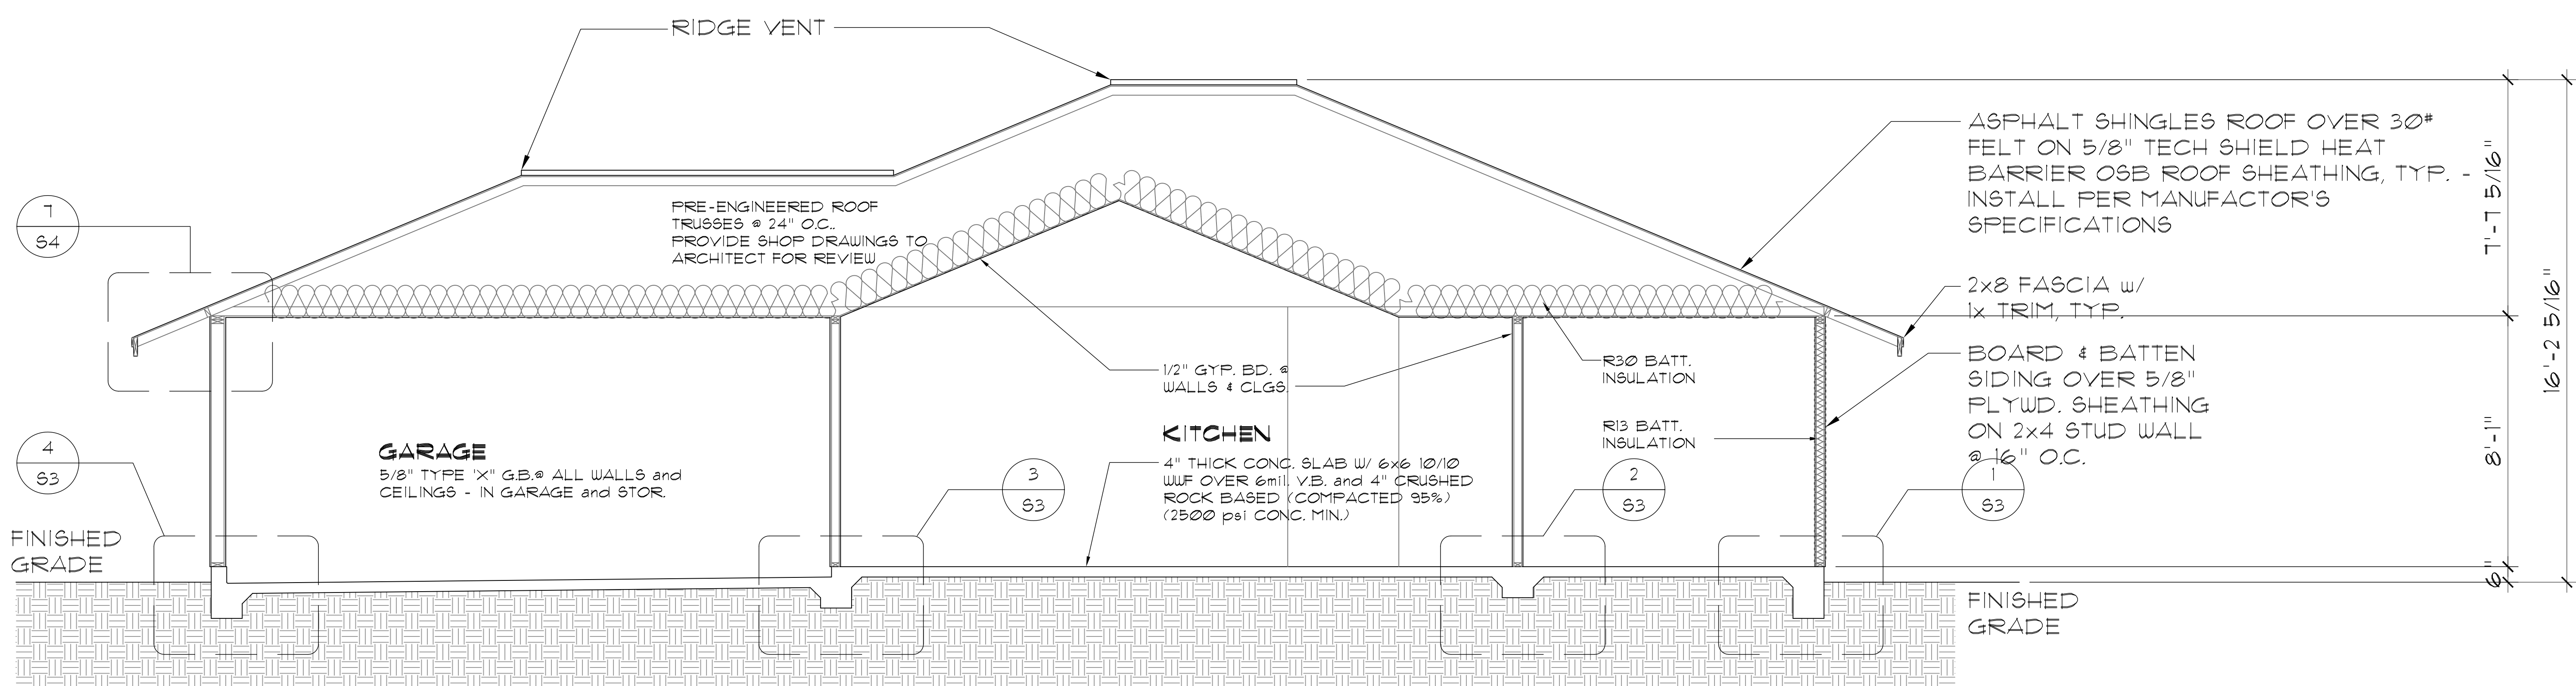 RIDGE VENT
ASPHALT SHINGLES ROOF OVER 30#
FELT ON 5/8" TECH SHIELD HEAT
BARRIER OSB ROOF SHEATHING, TYP. -
INSTALL PER MANUFACTOR'S
SPECIFICATIONS
7'-7 5/16"
16'-2 5/16"
7
S4
PRE-ENGINEERED ROOF
TRUSSES @ 24" O.C..
PROVIDE SHOP DRAWINGS TO
ARCHITECT FOR REVIEW
2x8 FASCIA w/
1x TRIM, TYP.
1/2" GYP. BD. @
WALLS & CLGS.
R30 BATT.
INSULATION
BOARD & BATTEN
SIDING OVER 5/8"
PLYWD. SHEATHING
ON 2x4 STUD WALL
@ 16" O.C.
8'-1"
4
S3
GARAGE
5/8" TYPE 'X" G.B.@ ALL WALLS and
CEILINGS - IN GARAGE and STOR.
KITCHEN
4" THICK CONC. SLAB W/ 6x6 10/10
WWF OVER 6mil. V.B. and 4" CRUSHED
ROCK BASED (COMPACTED 95%)
(2500 psi CONC. MIN.)
R13 BATT.
INSULATION
3
S3
2
S3
1
S3
FINISHED
GRADE
6"
FINISHED
GRADE